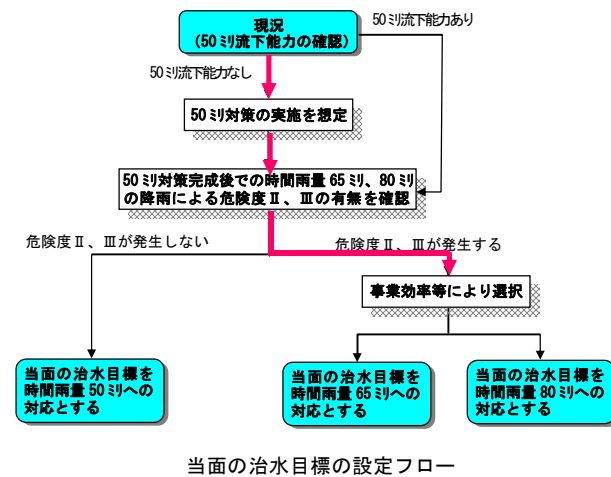 現況
(50ミリ流下能力の確認)
50ミリ流下能力あり
50ミリ流下能力なし
50ミリ対策の実施を想定
50ミリ対策完成後での時間雨量65ミリ、80ミリ
の降雨による危険度Ⅱ、Ⅲの有無を確認
危険度Ⅱ、Ⅲが発生しない
危険度Ⅱ、Ⅲが発生する
事業効率等により選択
当面の治水目標を
時間雨量50ミリへの
対応とする
当面の治水目標を
時間雨量65ミリへの
対応とする
当面の治水目標を
時間雨量80ミリへの
対応とする
当面の治水目標の設定フロー